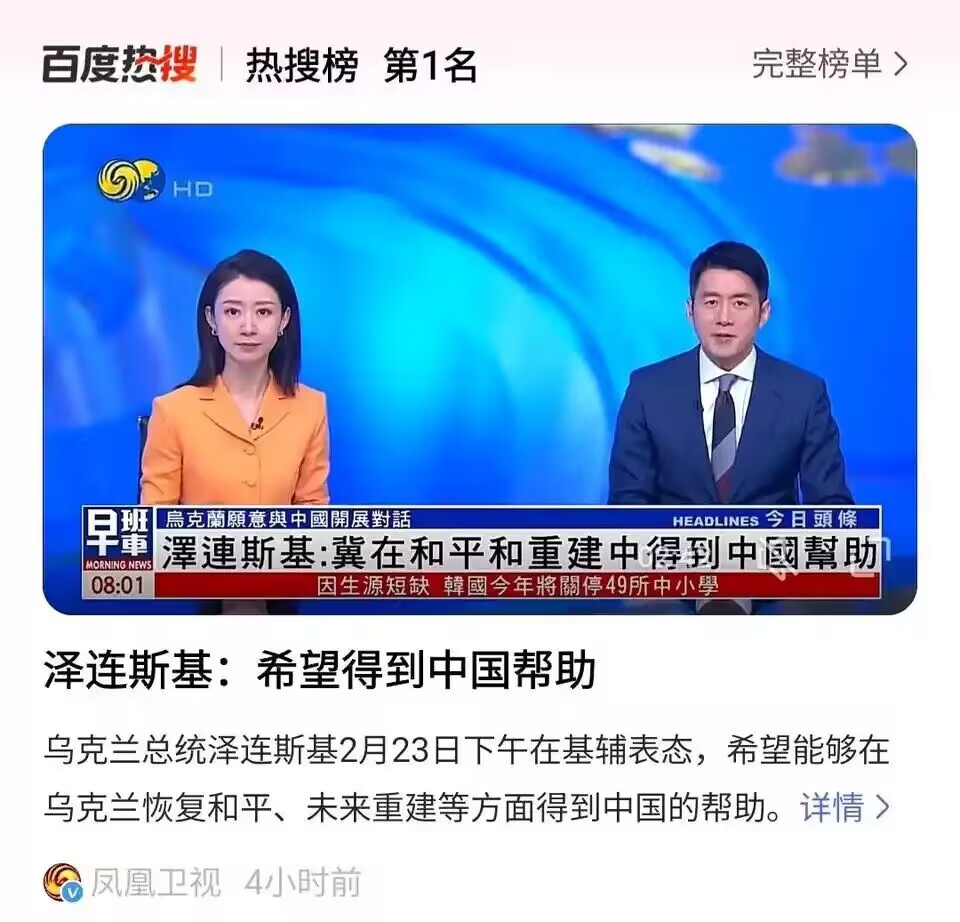 百度热搜 热搜榜 第1名 完整榜单
HD
早班車
MORNING NEWS
08:01
烏克蘭願意與中國開展對話
HEADLINES 今日頭條
澤連斯基:冀在和平和重建中得到中國幫助
因生源短缺 韓國今年將關停49所中小學
泽连斯基：希望得到中国帮助
乌克兰总统泽连斯基2月23日下午在基辅表态，希望能够在
乌克兰恢复和平、未来重建等方面得到中国的帮助。详情
凤凰卫视 4小时前